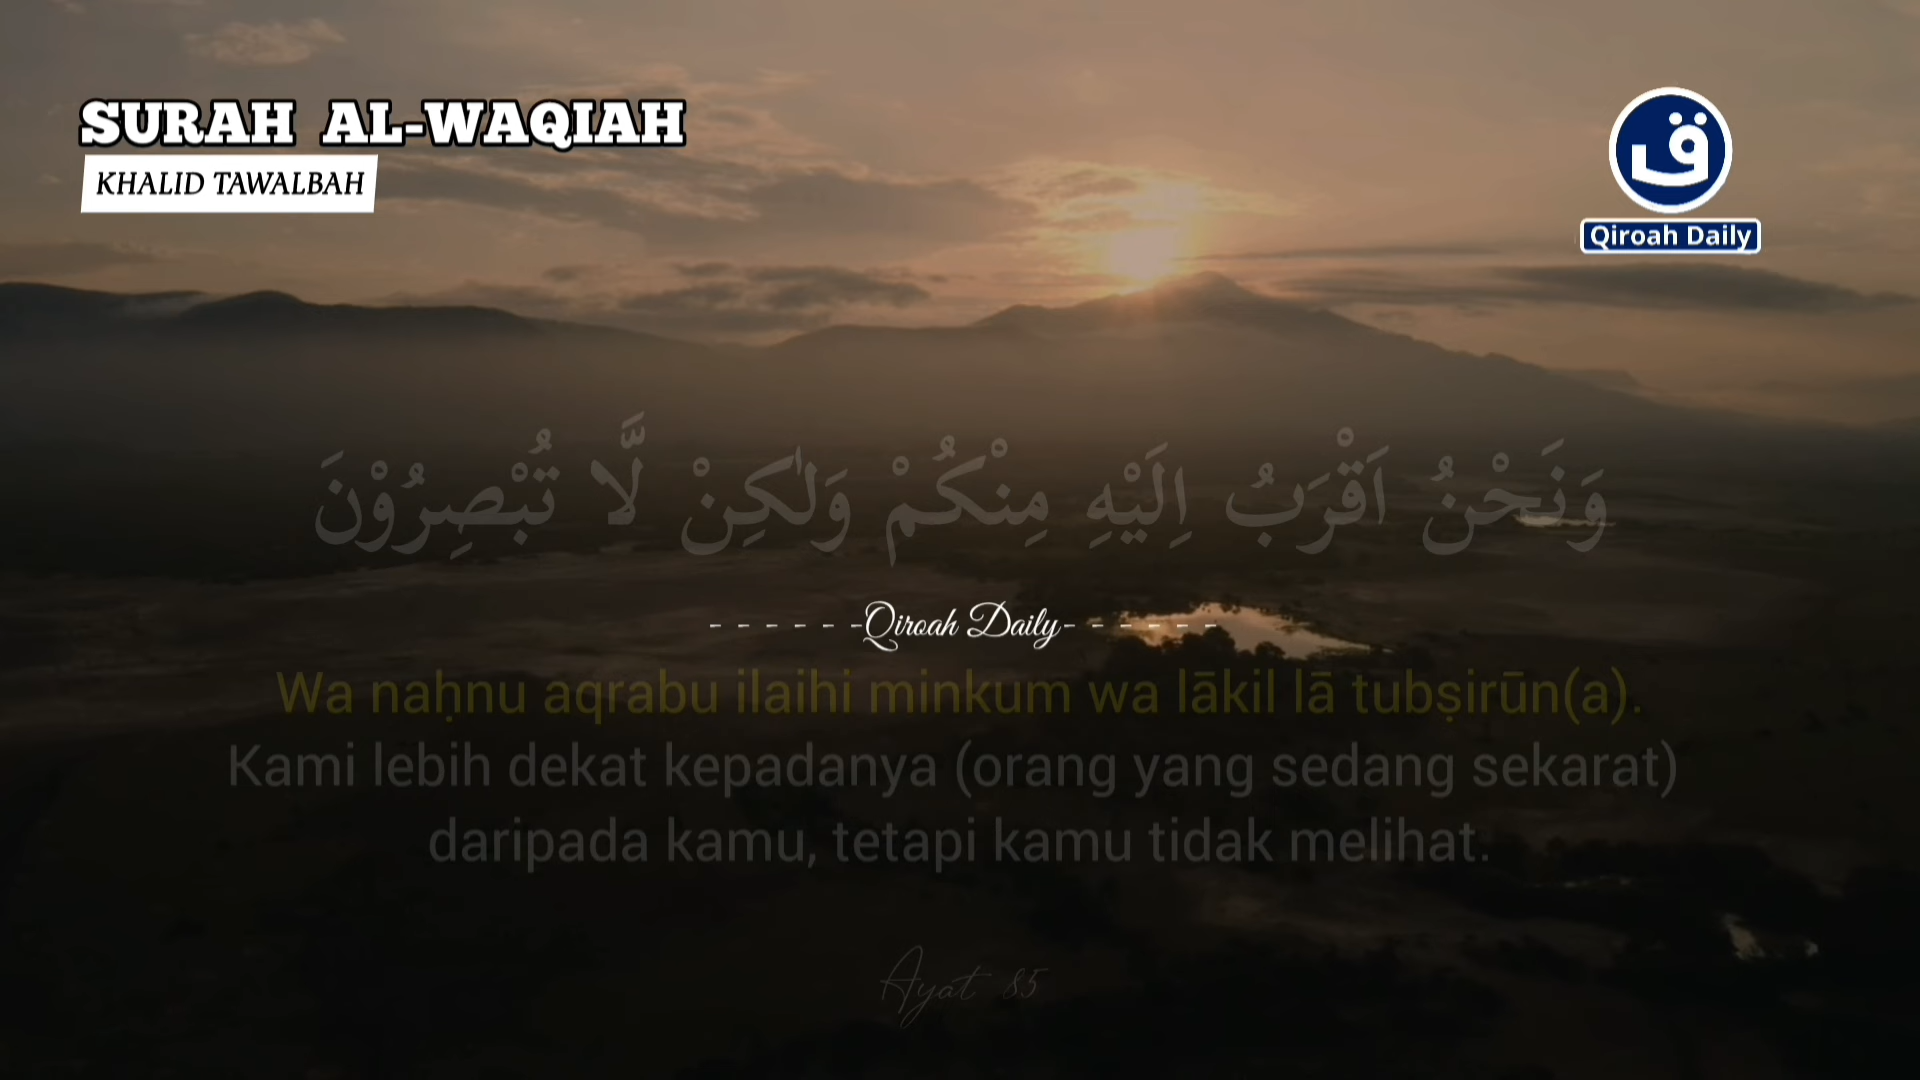 SURAH AL-WAQIAH
KHALID TAWALBAH
ق
Qiroah Daily
وَنَحْنُ اَقْرَبُ اِلَيْهِ مِنْكُمْ وَلٰكِنْ لَّا تُبْصِرُوْنَ
- - - - - -Qiroah Daily- - - - - -
Wa naḥnu aqrabu ilaihi minkum wa lākil lā tubṣirūn(a).
Kami lebih dekat kepadanya (orang yang sedang sekarat)
daripada kamu, tetapi kamu tidak melihat.
Ayat 85